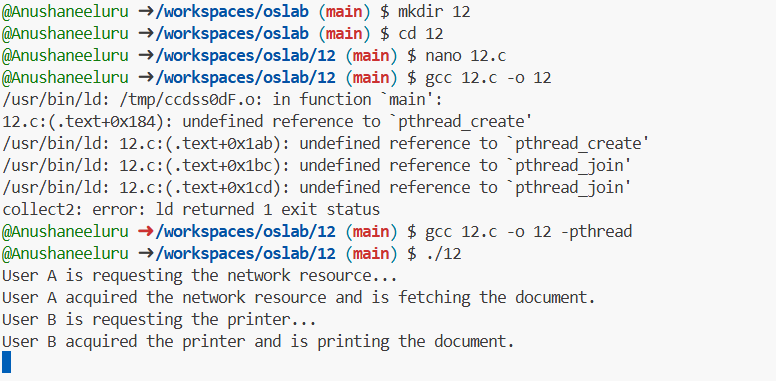 @Anushaneeluru ➜/workspaces/oslab (main) $ mkdir 12
@Anushaneeluru ➜/workspaces/oslab (main) $ cd 12
@Anushaneeluru ➜/workspaces/oslab/12 (main) $ nano 12.c
@Anushaneeluru ➜/workspaces/oslab/12 (main) $ gcc 12.c -o 12
/usr/bin/ld: /tmp/ccdss0dF.o: in function `main':
12.c:(.text+0x184): undefined reference to `pthread_create'
/usr/bin/ld: 12.c:(.text+0x1ab): undefined reference to `pthread_create'
/usr/bin/ld: 12.c:(.text+0x1bc): undefined reference to `pthread_join'
/usr/bin/ld: 12.c:(.text+0x1cd): undefined reference to `pthread_join'
collect2: error: ld returned 1 exit status
@Anushaneeluru ➜/workspaces/oslab/12 (main) $ gcc 12.c -o 12 -pthread
@Anushaneeluru ➜/workspaces/oslab/12 (main) $ ./12
User A is requesting the network resource...
User A acquired the network resource and is fetching the document.
User B is requesting the printer...
User B acquired the printer and is printing the document.